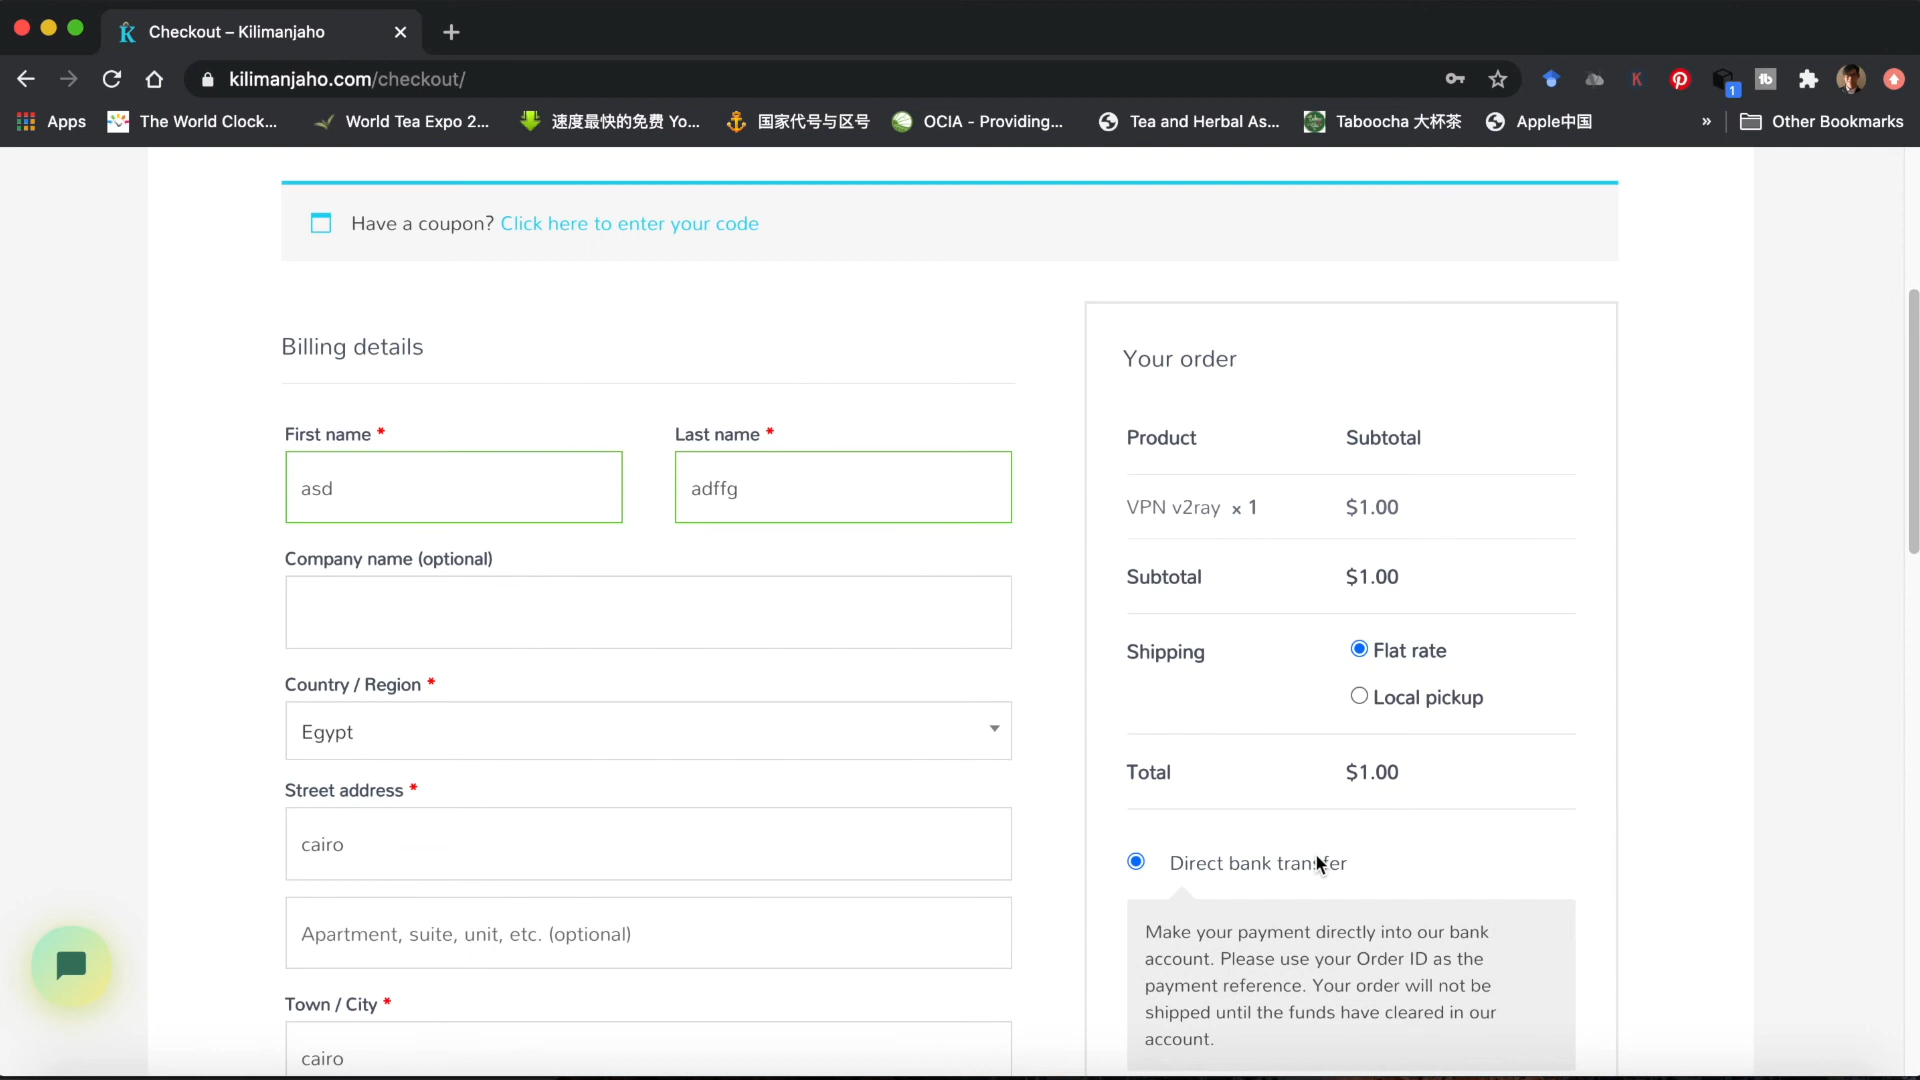 Checkout – Kilimanjaho
kilimanjaho.com/checkout/
1
Apps
The World Clock...
World Tea Expo 2...
速度最快的免费 Yo...
国家代号与区号
OCIA - Providing...
Tea and Herbal As...
Taboocha 大杯茶
Apple中国
»
Other Bookmarks
Have a coupon? Click here to enter your code
Billing details
First name *
Last name *
asd
adffg
Company name (optional)
Country / Region *
Egypt
Street address *
cairo
Apartment, suite, unit, etc. (optional)
Town / City *
cairo
Your order
Product Subtotal
VPN v2ray × 1 $1.00
Subtotal $1.00
Shipping
Flat rate
Local pickup
Total $1.00
Direct bank transfer
Make your payment directly into our bank
account. Please use your Order ID as the
payment reference. Your order will not be
shipped until the funds have cleared in our
account.